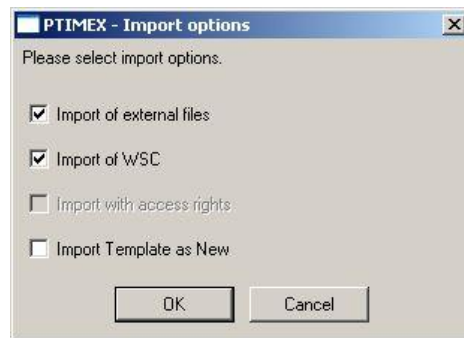 PTIMEX - Import options
Please select import options.
Import of external files
Import of WSC
Import with access rights
Import Template as New
OK
Cancel